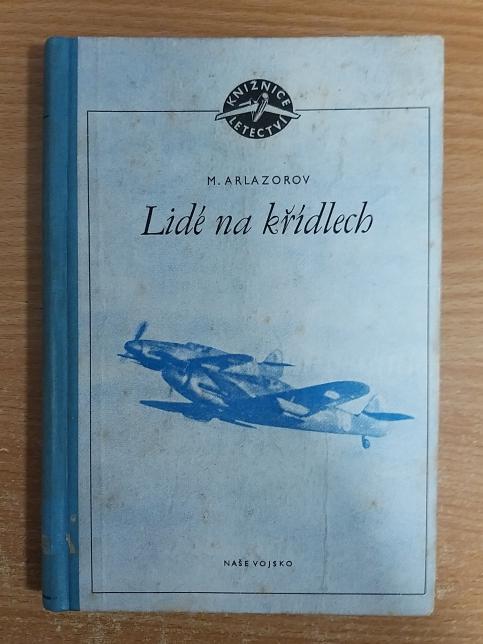 KNIŽNICE
LETECTVÍ
M. ARLAZOROV
Lidé na křídlech
NAŠE VOJSKO